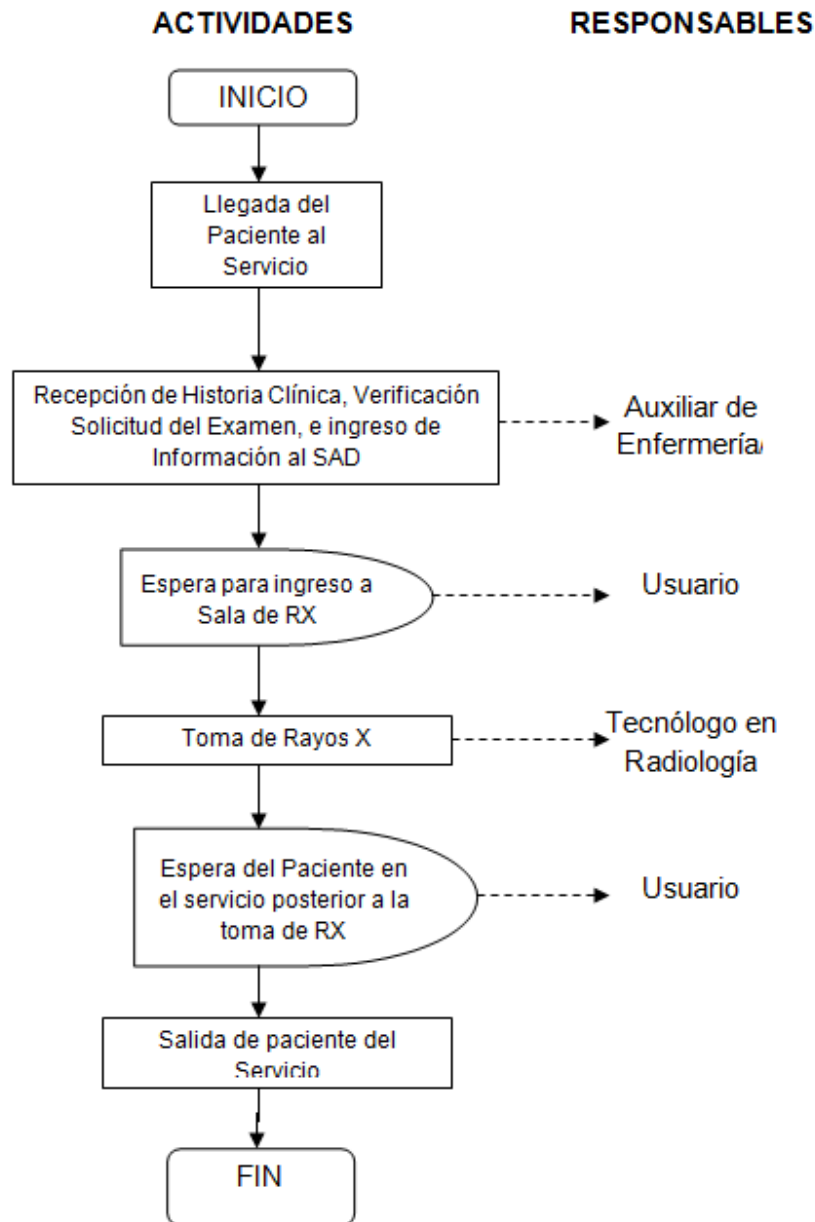 ACTIVIDADES RESPONSABLES
INICIO
Llegada del
Paciente al
Servicio
Recepción de Historia Clínica, Verificación
Solicitud del Examen, e ingreso de
Información al SAD
Auxiliar de
Enfermería/
Espera para ingreso a
Sala de RX
Usuario
Toma de Rayos X
Tecnólogo en
Radiología
Espera del Paciente en
el servicio posterior a la
toma de RX
Usuario
Salida de paciente del
Servicio
FIN